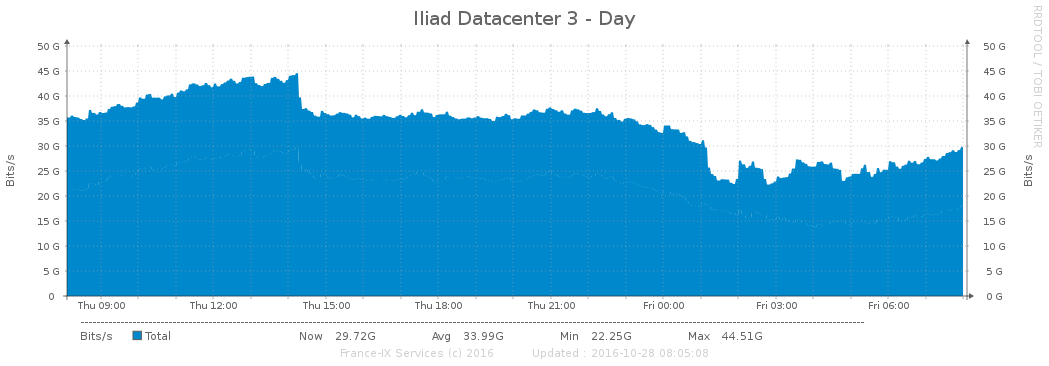 Iliad Datacenter 3 - Day
RRDTOOL / TOBI OETIKER
Bits/s
50 G 50 G
45 G 45 G
40 G 40 G
35 G 35 G
30 G 30 G
25 G 25 G
20 G 20 G
15 G 15 G
10 G 10 G
5 G 5 G
0 0 G
Bits/s
Thu 09:00 Thu 12:00 Thu 15:00 Thu 18:00 Thu 21:00 Fri 00:00 Fri 03:00 Fri 06:00
Bits/s Total Now 29.72G Avg 33.99G Min 22.25G Max 44.51G
France-IX Services (c) 2016 Updated : 2016-10-28 08:05:08